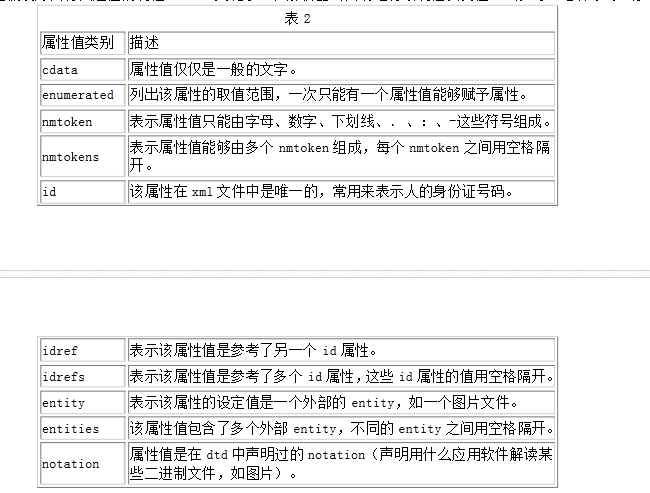 表 2
属性值类别 描述
cdata 属性值仅仅是一般的文字。
enumerated 列出该属性的取值范围，一次只能有一个属性值能够赋予属性。
nmtoken 表示属性值只能由字母、数字、下划线、. 、: 、-这些符号组成。
nmtokens 表示属性值能够由多个 nmtoken 组成，每个 nmtoken 之间用空格隔
开。
id 该属性在 xml 文件中是唯一的，常用来表示人的身份证号码。
idref 表示该属性值是参考了另一个 id 属性。
idrefs 表示该属性值是参考了多个 id 属性，这些 id 属性的值用空格隔开。
entity 表示该属性的设定值是一个外部的 entity，如一个图片文件。
entities 该属性值包含了多个外部 entity，不同的 entity 之间用空格隔开。
notation 属性值是在 dtd 中声明过的 notation（声明用什么应用软件解读某
些二进制文件，如图片）。